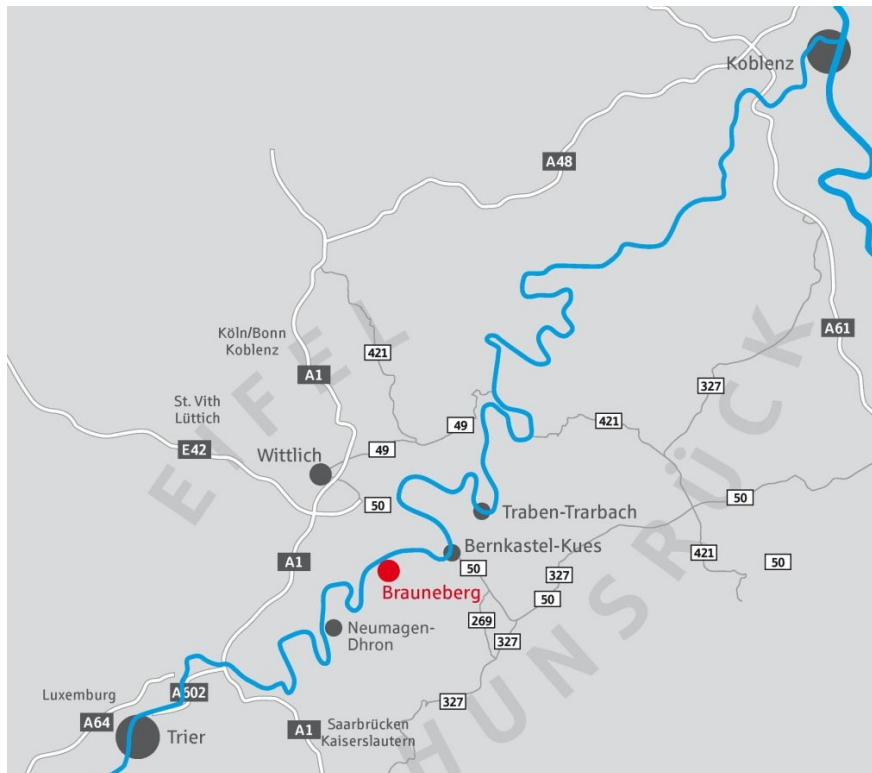 Koblenz
A48
A61
Köln/Bonn
Koblenz
421
A1
327
St. Vith
Lüttich
E42
49
421
49
Wittlich
EIFEL
50
Traben-Trarbach
50
Bernkastel-Kues
421
50
50
327
A1
50
Brauneberg
269
Neumagen-
Dhron
327
HUNSRÜCK
327
Luxemburg
A602
A64
Trier
A1
Saarbrücken
Kaiserslautern